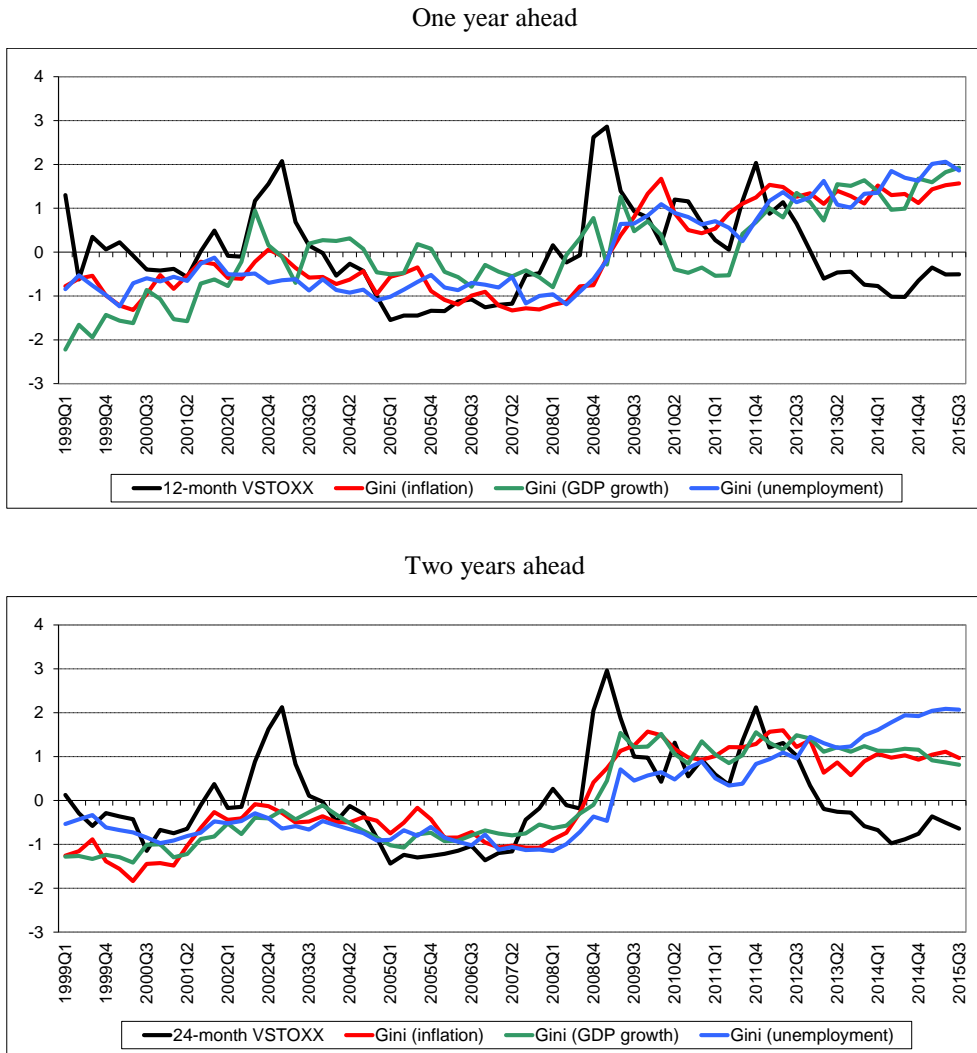 One year ahead
4
3
2
1
0
-1
-2
-3
1999Q1
1999Q4
2000Q3
2001Q2
2002Q1
2002Q4
2003Q3
2004Q2
2005Q1
2005Q4
2006Q3
2007Q2
2008Q1
2008Q4
2009Q3
2010Q2
2011Q1
2011Q4
2012Q3
2013Q2
2014Q1
2014Q4
2015Q3
12-month VSTOXX Gini (inflation) Gini (GDP growth) Gini (unemployment)
Two years ahead
4
3
2
1
0
-1
-2
-3
1999Q1
1999Q4
2000Q3
2001Q2
2002Q1
2002Q4
2003Q3
2004Q2
2005Q1
2005Q4
2006Q3
2007Q2
2008Q1
2008Q4
2009Q3
2010Q2
2011Q1
2011Q4
2012Q3
2013Q2
2014Q1
2014Q4
2015Q3
24-month VSTOXX Gini (inflation) Gini (GDP growth) Gini (unemployment)